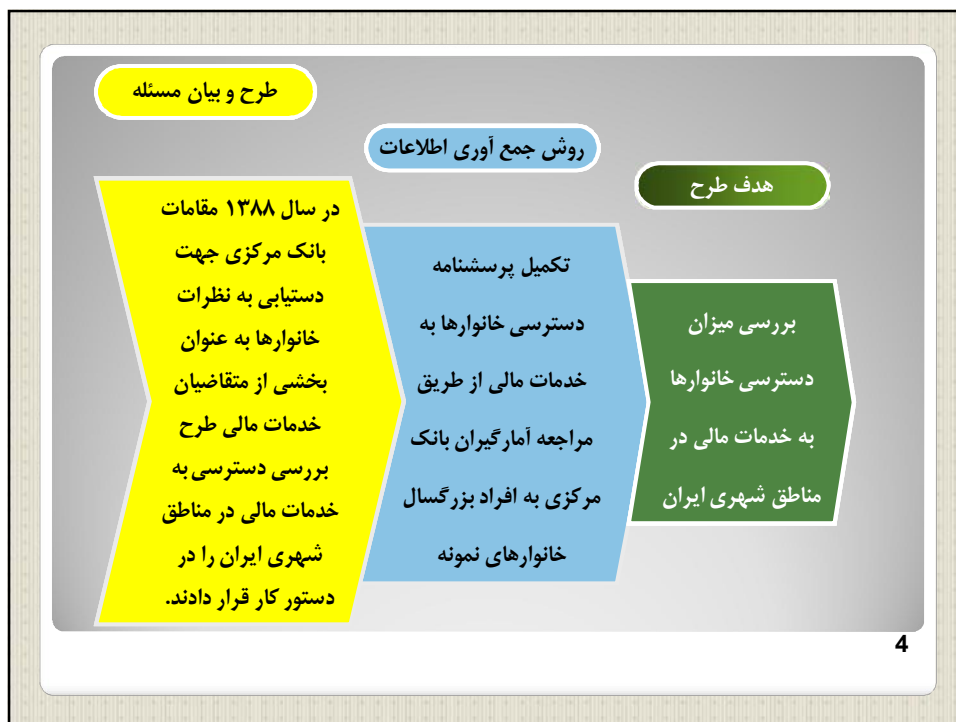 طرح و بیان مسئله
در سال ۱۳۸۸ مقامات
بانک مرکزی جهت
دستیابی به نظرات
خانوارها به عنوان
بخشی از متقاضیان
خدمات مالی طرح
بررسی دسترسی به
خدمات مالی در مناطق
شهری ایران را در
دستور کار قرار دادند.
روش جمع آوری اطلاعات
تکمیل پرسشنامه
دسترسی خانوارها به
خدمات مالی از طریق
مراجعه آمارگیران بانک
مرکزی به افراد بزرگسال
خانوارهای نمونه
هدف طرح
بررسی میزان
دسترسی خانوارها
به خدمات مالی در
مناطق شهری ایران
4